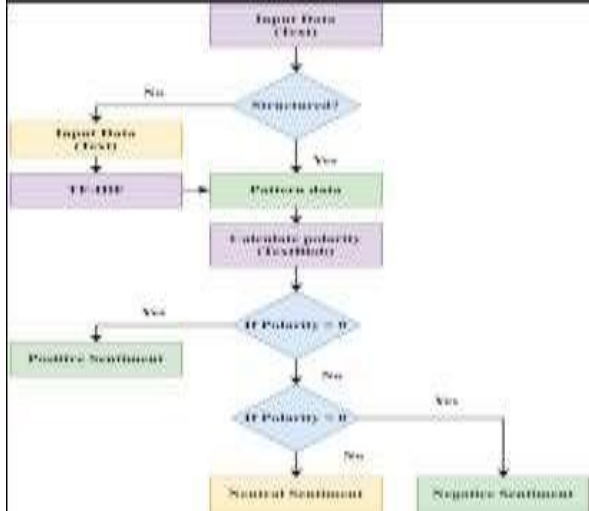 Input Data
(Text)
Structured?
No
Yes
Input Data
(Text)
TF-IDF
Pattern data
Calculate polarity
(TextBlob)
If Polarity
Yes
Positive Sentiment
No
If Polarity
Yes
No
Neutral Sentiment
Negative Sentiment